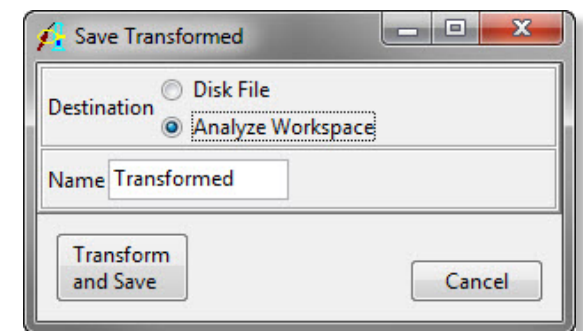 Save Transformed
Destination
Disk File
Analyze Workspace
Name Transformed
Transform
and Save
Cancel